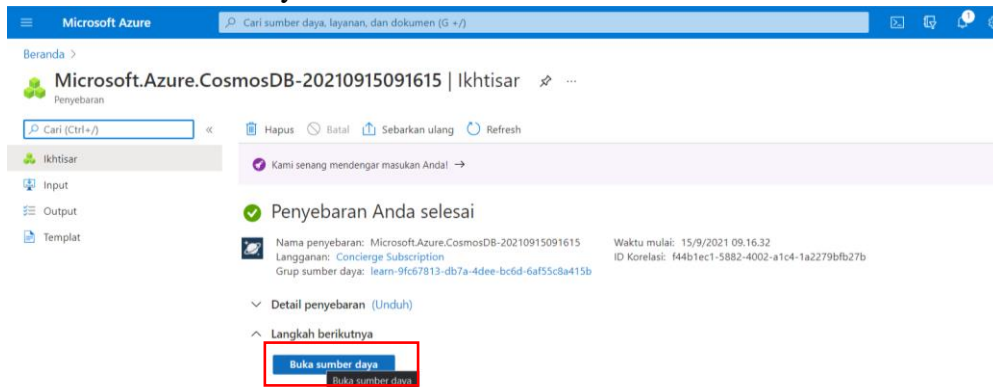 Microsoft Azure
Cari sumber daya, layanan, dan dokumen (G +/)
Beranda >
Microsoft.Azure.CosmosDB-20210915091615 | Ikhtisar
Penyebaran
Cari (Ctrl+/)
Hapus Batal Sebarkan ulang Refresh
Ikhtisar
Input
Output
Templat
Kami senang mendengar masukan Anda! →
Penyebaran Anda selesai
Nama penyebaran: Microsoft.Azure.CosmosDB-20210915091615
Langganan: Concierge Subscription
Grup sumber daya: learn-9fc67813-db7a-4dee-bc6d-6af55c8a415b
Waktu mulai: 15/9/2021 09.16.32
ID Korelasi: f44b1ec1-5882-4002-a1c4-1a2279bfb27b
Detail penyebaran (Unduh)
Langkah berikutnya
Buka sumber daya
Buka sumber daya